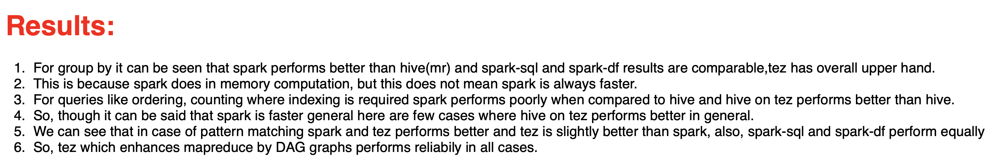 Results:
1. For group by it can be seen that spark performs better than hive(mr) and spark-sql and spark-df results are comparable,tez has overall upper hand.
2. This is because spark does in memory computation, but this does not mean spark is always faster.
3. For queries like ordering, counting where indexing is required spark performs poorly when compared to hive and hive on tez performs better than hive.
4. So, though it can be said that spark is faster general here are few cases where hive on tez performs better in general.
5. We can see that in case of pattern matching spark and tez performs better and tez is slightly better than spark, also, spark-sql and spark-df perform equally
6. So, tez which enhances mapreduce by DAG graphs performs reliabily in all cases.